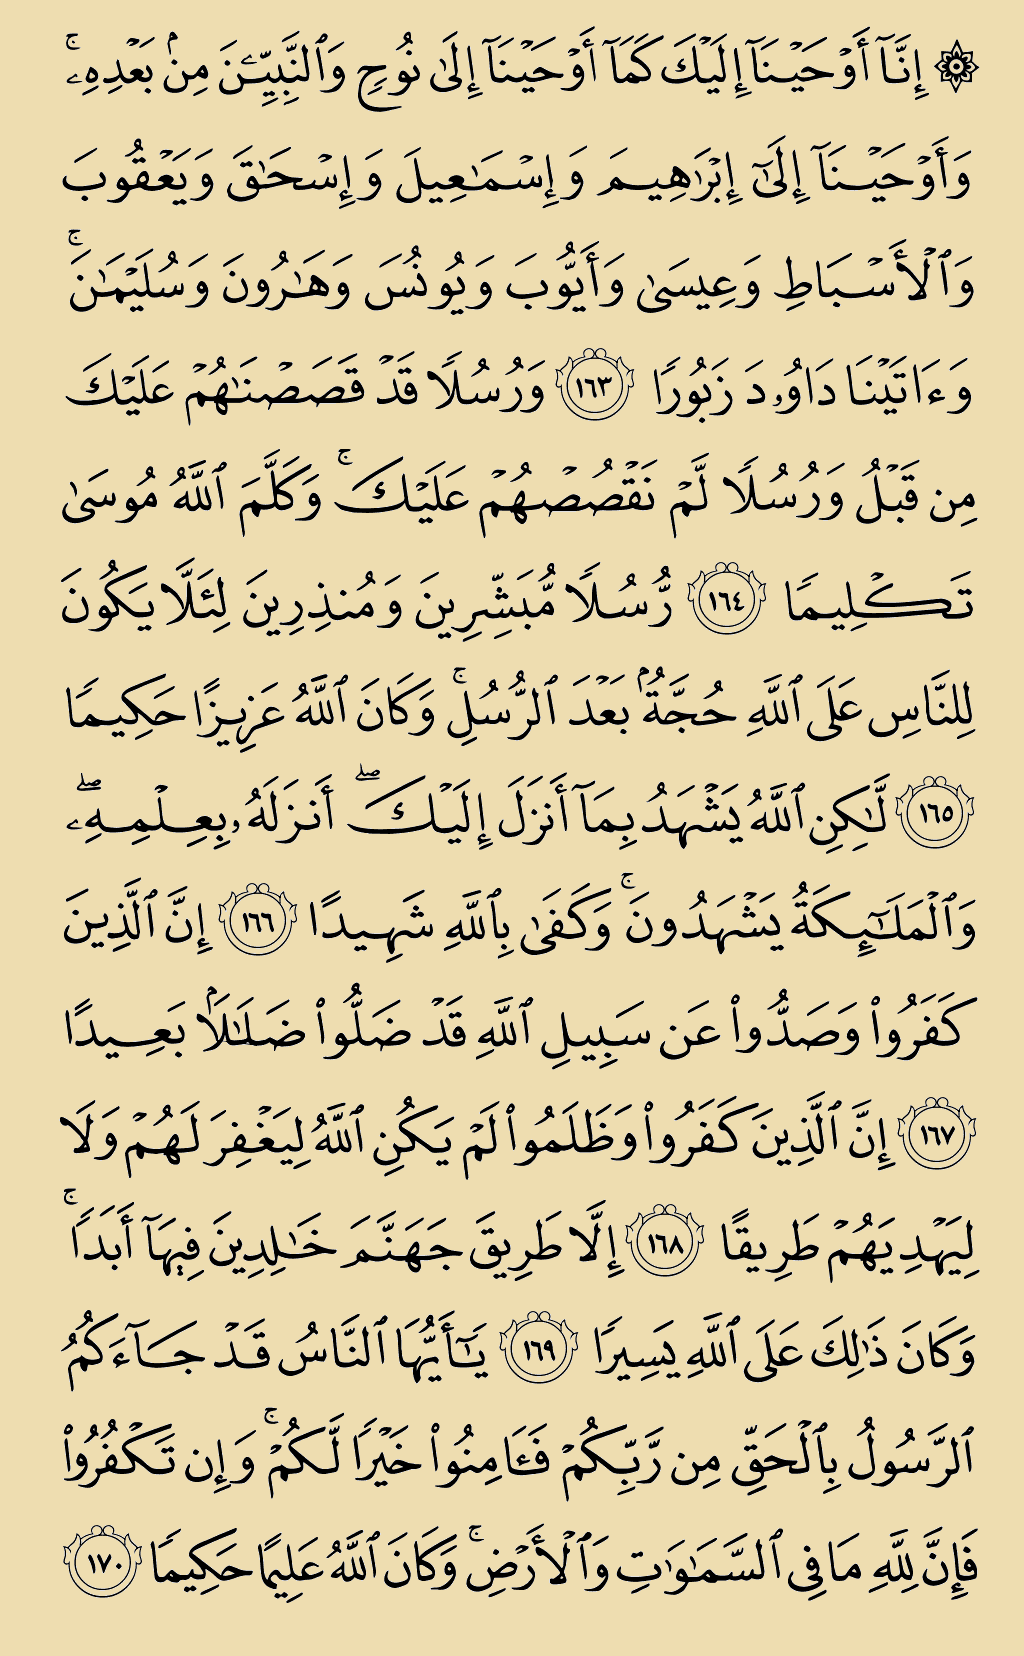 ۞ إِنَّآ أَوۡحَيۡنَآ إِلَيۡكَ كَمَآ أَوۡحَيۡنَآ إِلَىٰ نُوحٖ وَٱلنَّبِيِّـۧنَ مِنۢ بَعۡدِهِۦۚ
وَأَوۡحَيۡنَآ إِلَىٰٓ إِبۡرَٰهِيمَ وَإِسۡمَٰعِيلَ وَإِسۡحَٰقَ وَيَعۡقُوبَ
وَٱلۡأَسۡبَاطِ وَعِيسَىٰ وَأَيُّوبَ وَيُونُسَ وَهَٰرُونَ وَسُلَيۡمَٰنَۚ
وَءَاتَيۡنَا دَاوُۥدَ زَبُورٗا ١٦٣ وَرُسُلٗا قَدۡ قَصَصۡنَٰهُمۡ عَلَيۡكَ
مِن قَبۡلُ وَرُسُلٗا لَّمۡ نَقۡصُصۡهُمۡ عَلَيۡكَۚ وَكَلَّمَ ٱللَّهُ مُوسَىٰ
تَكۡلِيمٗا ١٦٤ رُّسُلٗا مُّبَشِّرِينَ وَمُنذِرِينَ لِئَلَّا يَكُونَ
لِلنَّاسِ عَلَى ٱللَّهِ حُجَّةُۢ بَعۡدَ ٱلرُّسُلِۚ وَكَانَ ٱللَّهُ عَزِيزًا حَكِيمٗا
١٦٥ لَّٰكِنِ ٱللَّهُ يَشۡهَدُ بِمَآ أَنزَلَ إِلَيۡكَۖ أَنزَلَهُۥ بِعِلۡمِهِۦۖ
وَٱلۡمَلَٰٓئِكَةُ يَشۡهَدُونَۚ وَكَفَىٰ بِٱللَّهِ شَهِيدًا ١٦٦ إِنَّ ٱلَّذِينَ
كَفَرُواْ وَصَدُّواْ عَن سَبِيلِ ٱللَّهِ قَدۡ ضَلُّواْ ضَلَٰلَۢا بَعِيدًا
١٦٧ إِنَّ ٱلَّذِينَ كَفَرُواْ وَظَلَمُواْ لَمۡ يَكُنِ ٱللَّهُ لِيَغۡفِرَ لَهُمۡ وَلَا
لِيَهۡدِيَهُمۡ طَرِيقًا ١٦٨ إِلَّا طَرِيقَ جَهَنَّمَ خَٰلِدِينَ فِيهَآ أَبَدٗاۚ
وَكَانَ ذَٰلِكَ عَلَى ٱللَّهِ يَسِيرٗا ١٦٩ يَٰٓأَيُّهَا ٱلنَّاسُ قَدۡ جَآءَكُمُ
ٱلرَّسُولُ بِٱلۡحَقِّ مِن رَّبِّكُمۡ فَـَٔامِنُواْ خَيۡرٗا لَّكُمۡۚ وَإِن تَكۡفُرُواْ
فَإِنَّ لِلَّهِ مَا فِي ٱلسَّمَٰوَٰتِ وَٱلۡأَرۡضِۚ وَكَانَ ٱللَّهُ عَلِيمًا حَكِيمٗا ١٧٠